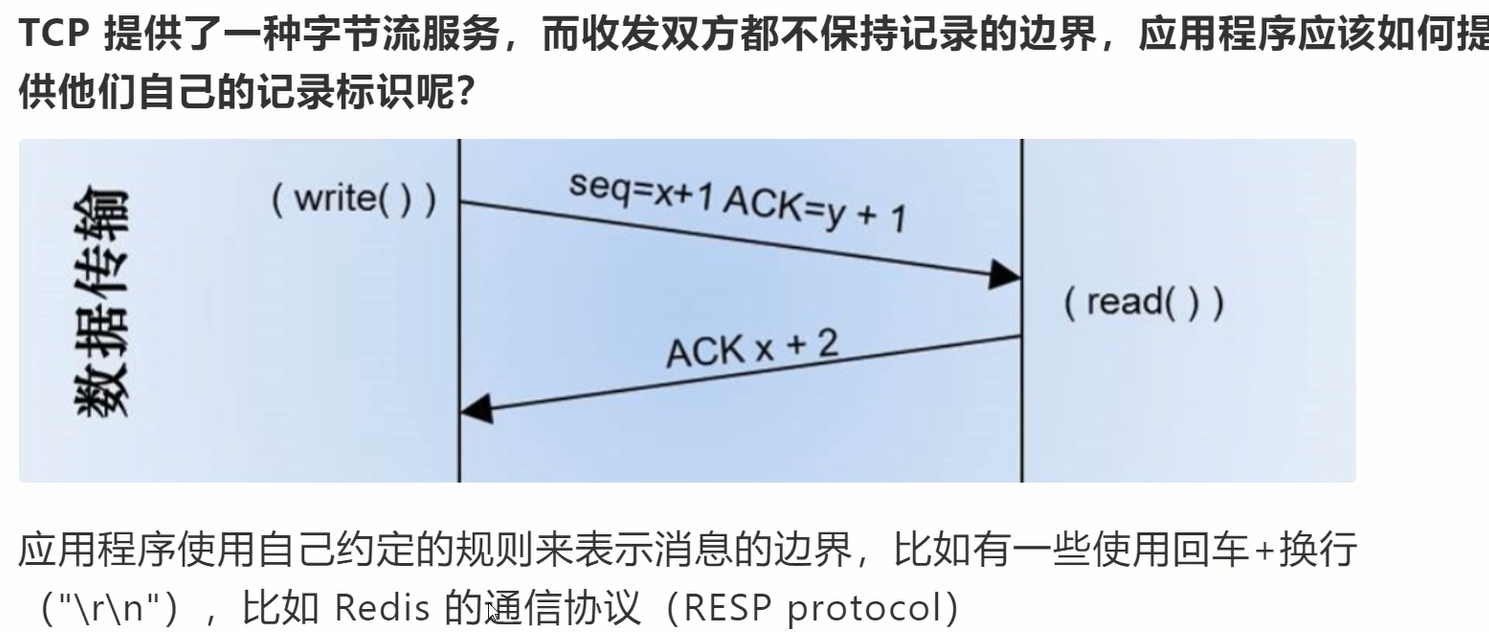 TCP 提供了一种字节流服务，而收发双方都不保持记录的边界，应用程序应该如何提
供他们自己的记录标识呢？
数据传输
( write( ) )
seq=x+1 ACK=y + 1
( read( ) )
ACK x + 2
应用程序使用自己约定的规则来表示消息的边界，比如有一些使用回车+换行
（"\r\n"），比如 Redis 的通信协议（RESP protocol）